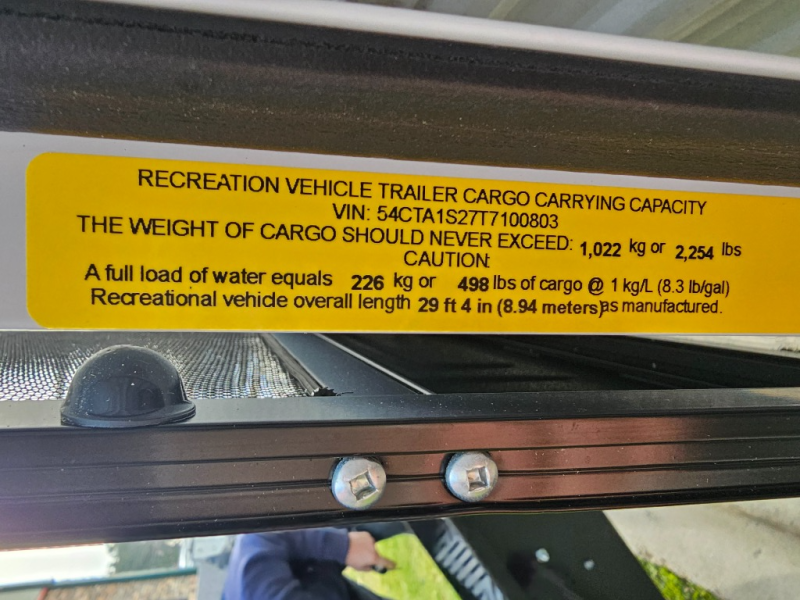 RECREATION VEHICLE TRAILER CARGO CARRYING CAPACITY
VIN: 54CTA1S27T7100803
THE WEIGHT OF CARGO SHOULD NEVER EXCEED: 1,022 kg or 2,254 lbs
CAUTION:
A full load of water equals 226 kg or 498 lbs of cargo @ 1 kg/L (8.3 lb/gal)
Recreational vehicle overall length 29 ft 4 in (8.94 meters) as manufactured.